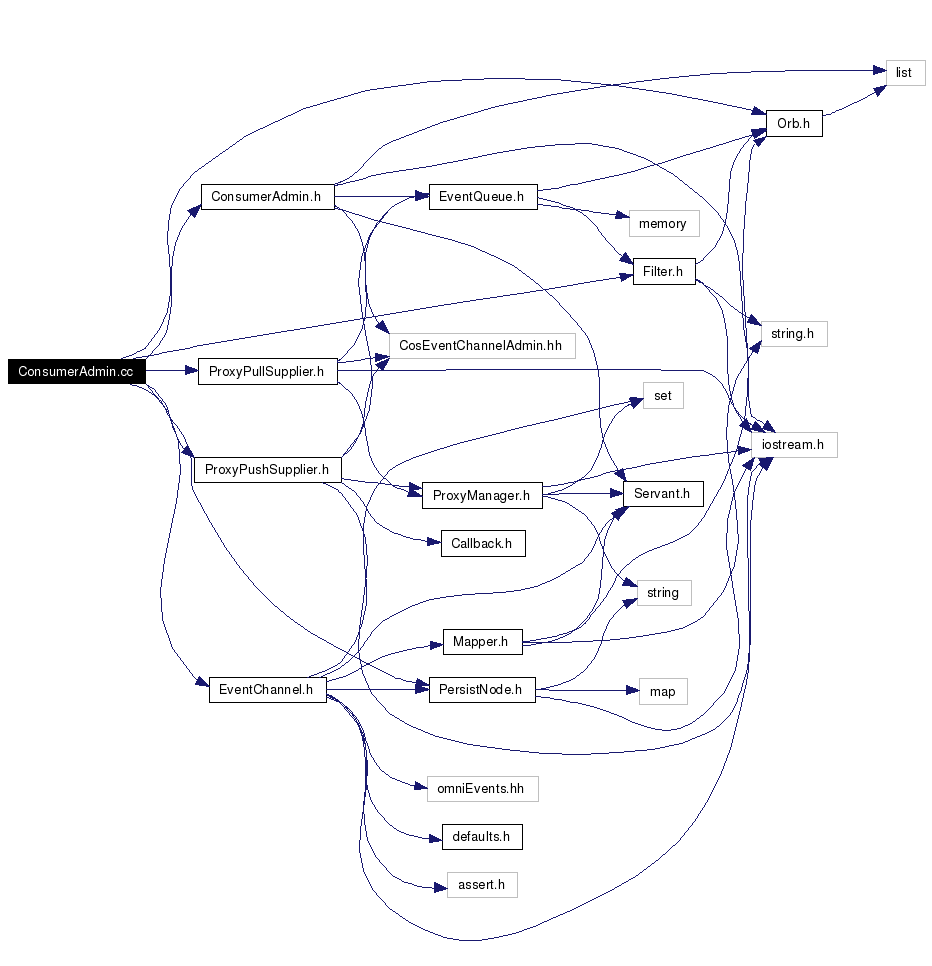 list
Orb.h
ConsumerAdmin.h
EventQueue.h
memory
Filter.h
string.h
CosEventChannelAdmin.hh
ConsumerAdmin.cc
ProxyPullSupplier.h
set
iostream.h
ProxyPushSupplier.h
ProxyManager.h
Servant.h
Callback.h
string
Mapper.h
EventChannel.h
PersistNode.h
map
omniEvents.hh
defaults.h
assert.h